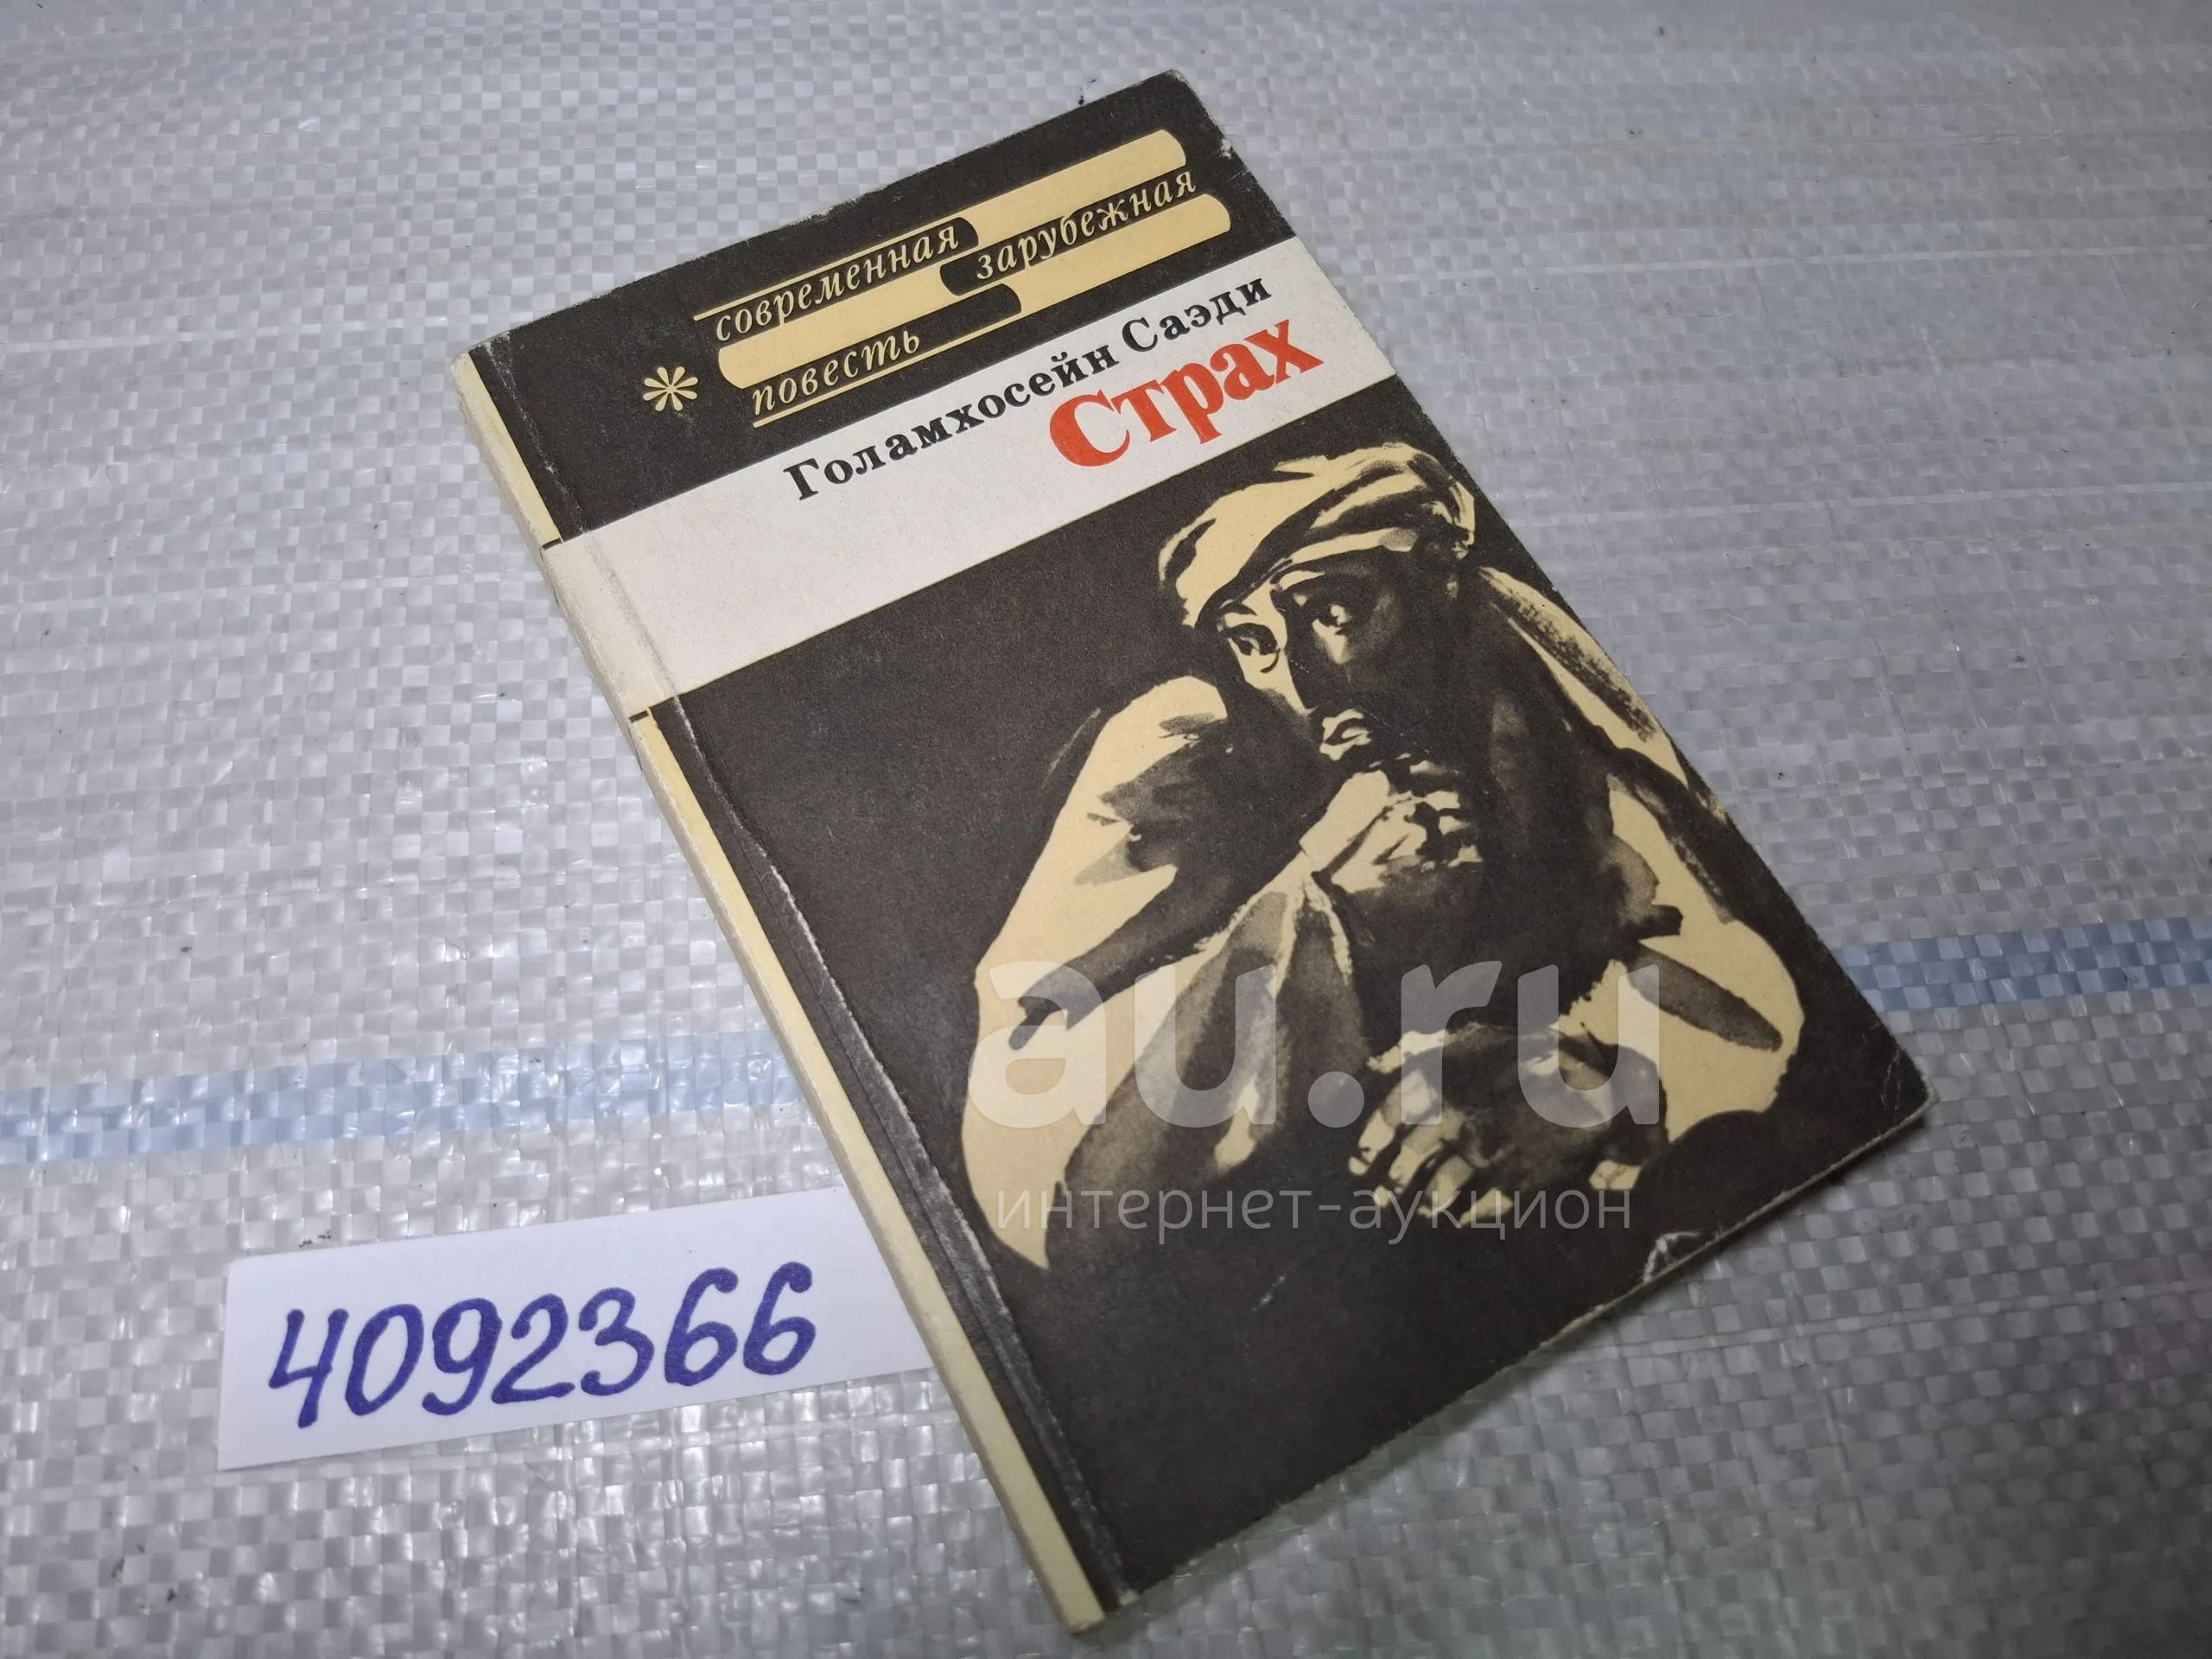 современная
зарубежная
повесть
Голамхосейн Саэди
Страх
au.ru
интернет-аукцион
4092366